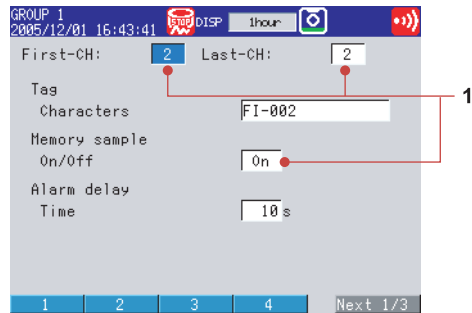 GROUP 1
2005/12/01 16:43:41 STOP DISP 1hour
First-CH: 2 Last-CH: 2
1
Tag
Characters FI-002
Memory sample
On/Off On
Alarm delay
Time 10 s
1 2 3 4 Next 1/3